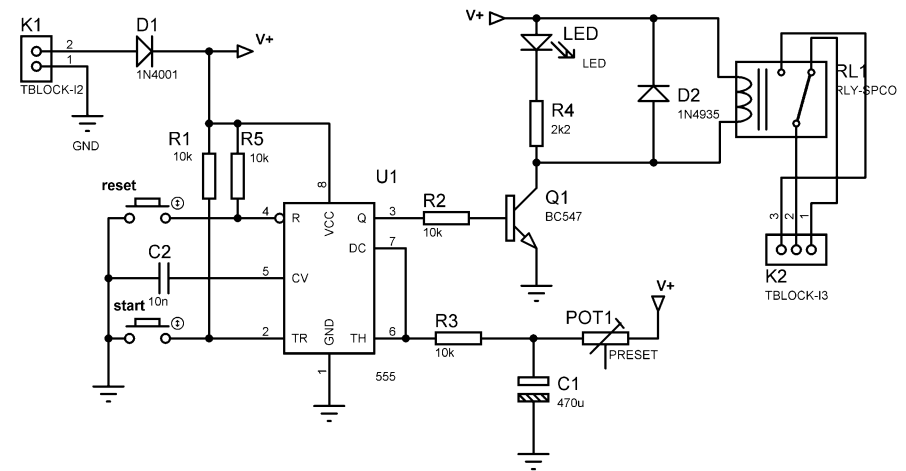 K1
2
1
TBLOCK-I2
GND
D1
1N4001
V+
R1
10k
R5
10k
reset
4
R
8
VCC
U1
Q
3
DC
7
C2
10n
5
CV
start
2
TR
GND
TH
6
1
555
R2
10k
R3
10k
V+
LED
LED
R4
2k2
D2
1N4935
Q1
BC547
RL1
RLY-SPCO
3
2
1
K2
TBLOCK-I3
POT1
PRESET
V+
C1
470u